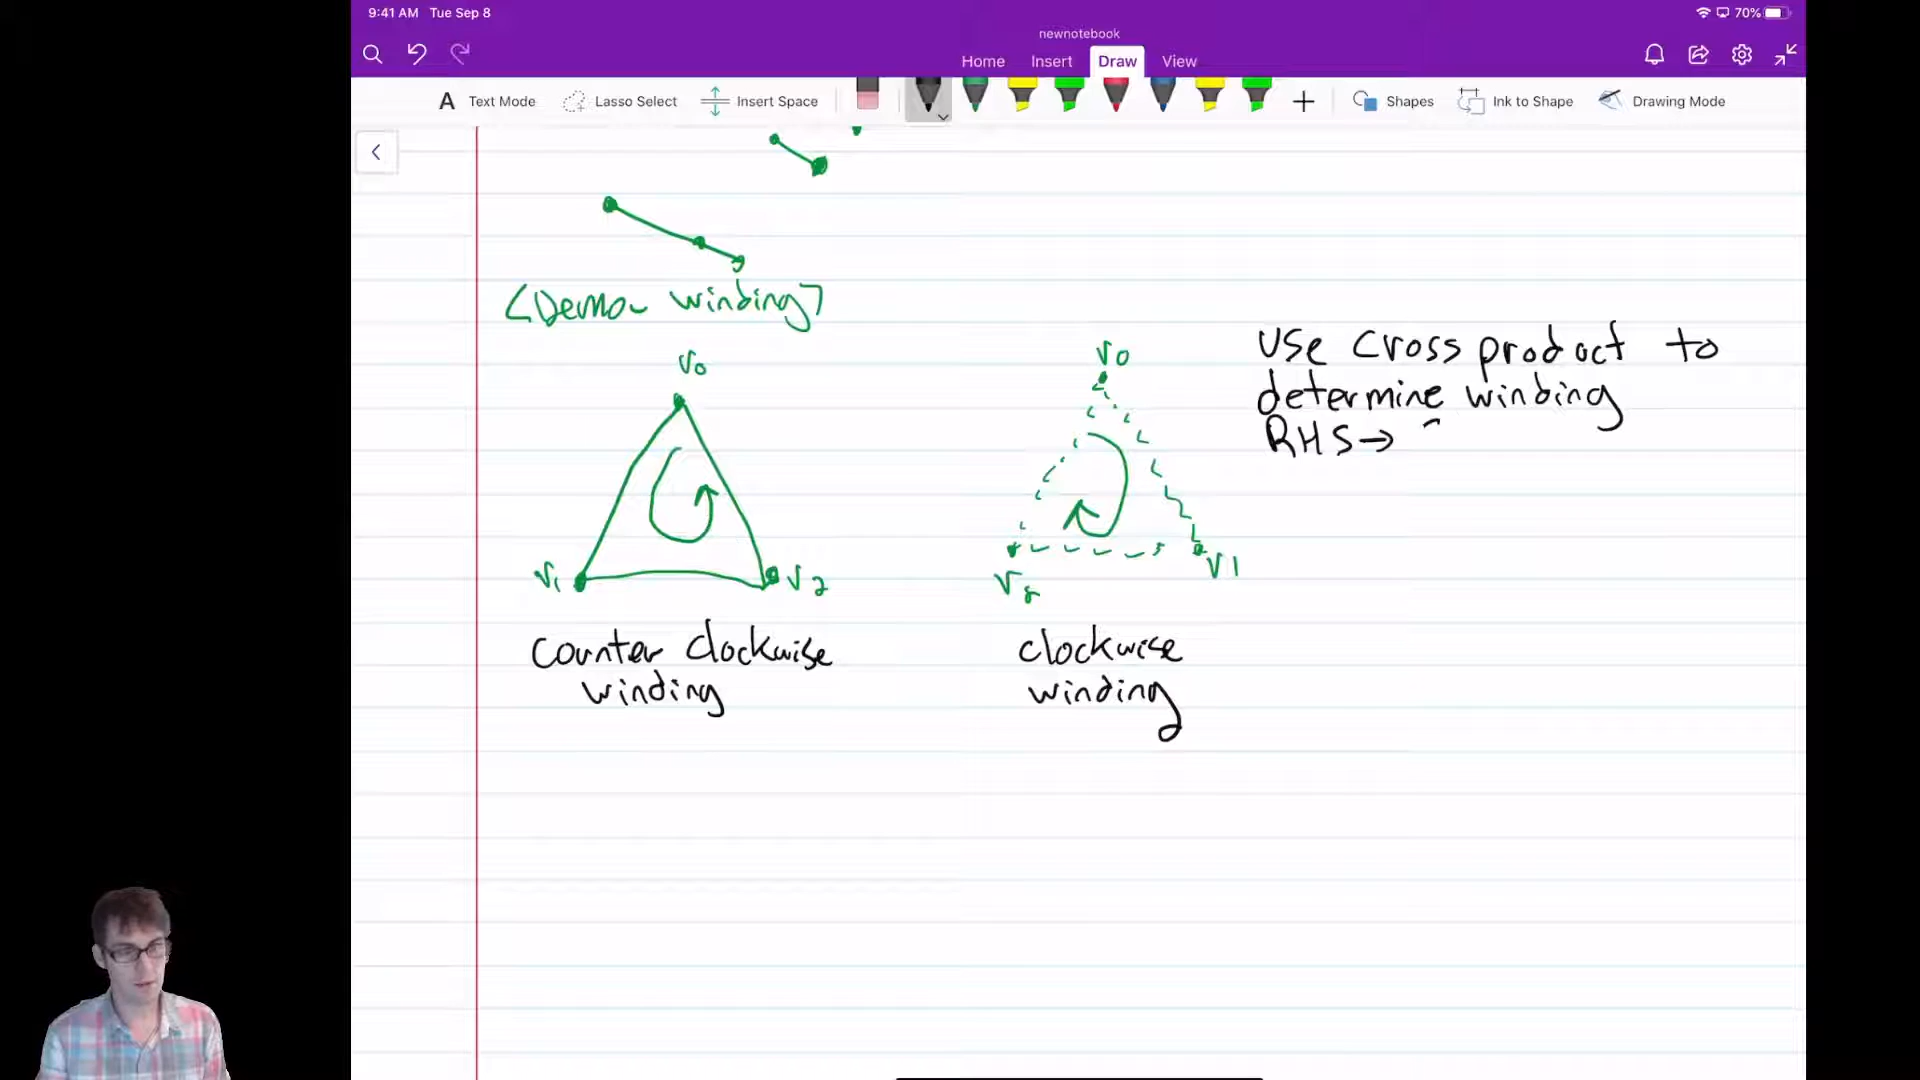 9:41 AM Tue Sep 8
70%
newnotebook
Home Insert Draw View
A Text Mode Lasso Select Insert Space Shapes Ink to Shape Drawing Mode
(Demo winding)
V0
V0
Use cross product to
determine winding
RHS→
V1 V2
V2 V1
Counter clockwise
winding
clockwise
winding